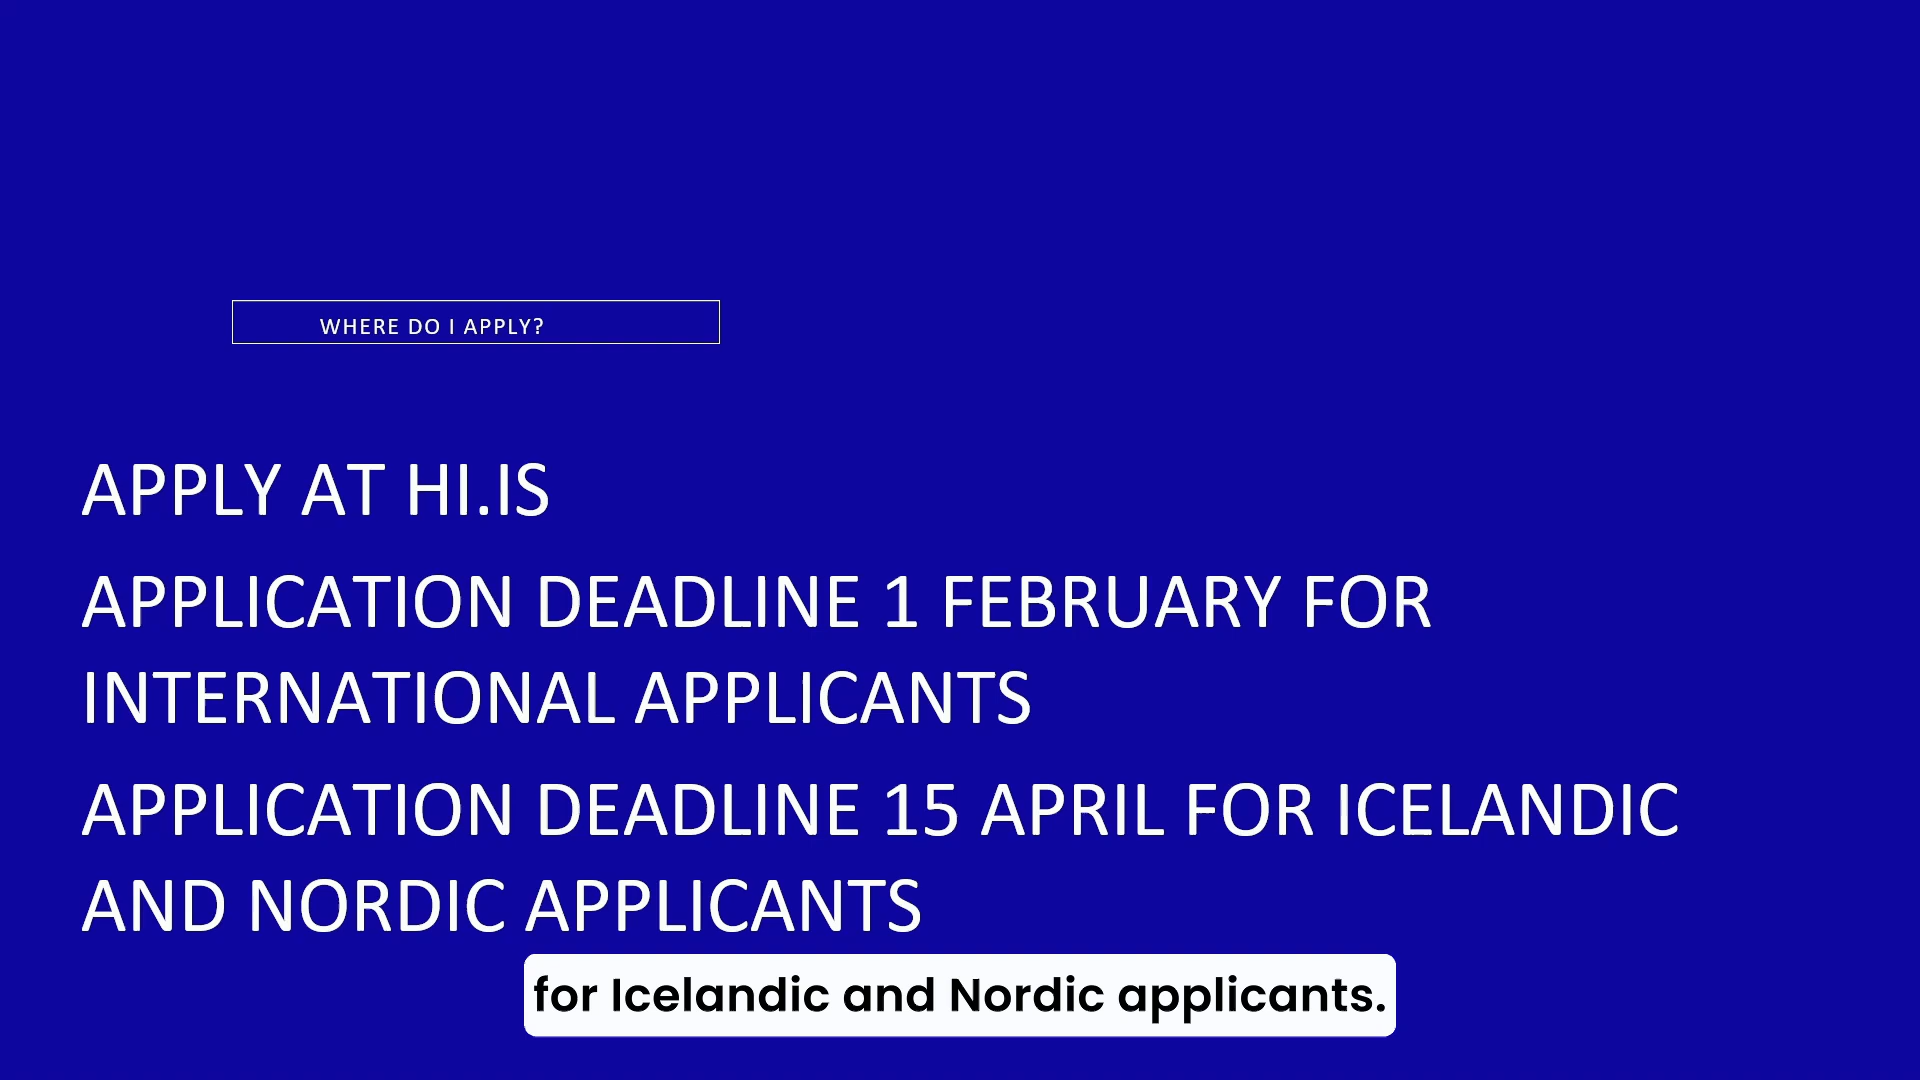 WHERE DO I APPLY?
APPLY AT HI.IS
APPLICATION DEADLINE 1 FEBRUARY FOR
INTERNATIONAL APPLICANTS
APPLICATION DEADLINE 15 APRIL FOR ICELANDIC
AND NORDIC APPLICANTS
for Icelandic and Nordic applicants.